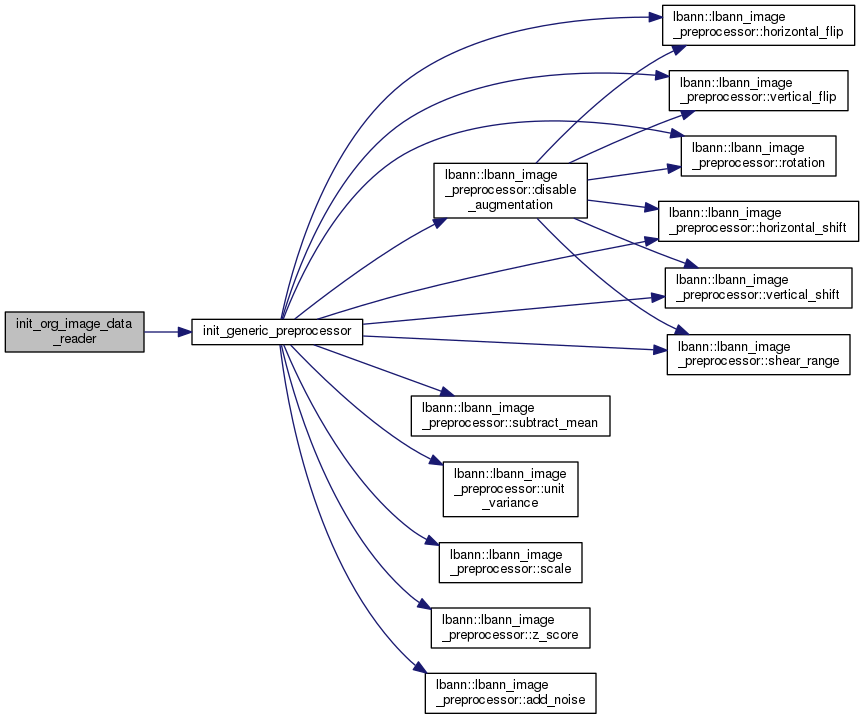 init_org_image_data
_reader
init_generic_preprocessor
lbann::lbann_image
_preprocessor::disable
_augmentation
lbann::lbann_image
_preprocessor::horizontal_flip
lbann::lbann_image
_preprocessor::vertical_flip
lbann::lbann_image
_preprocessor::rotation
lbann::lbann_image
_preprocessor::horizontal_shift
lbann::lbann_image
_preprocessor::vertical_shift
lbann::lbann_image
_preprocessor::shear_range
lbann::lbann_image
_preprocessor::subtract_mean
lbann::lbann_image
_preprocessor::unit
_variance
lbann::lbann_image
_preprocessor::scale
lbann::lbann_image
_preprocessor::z_score
lbann::lbann_image
_preprocessor::add_noise